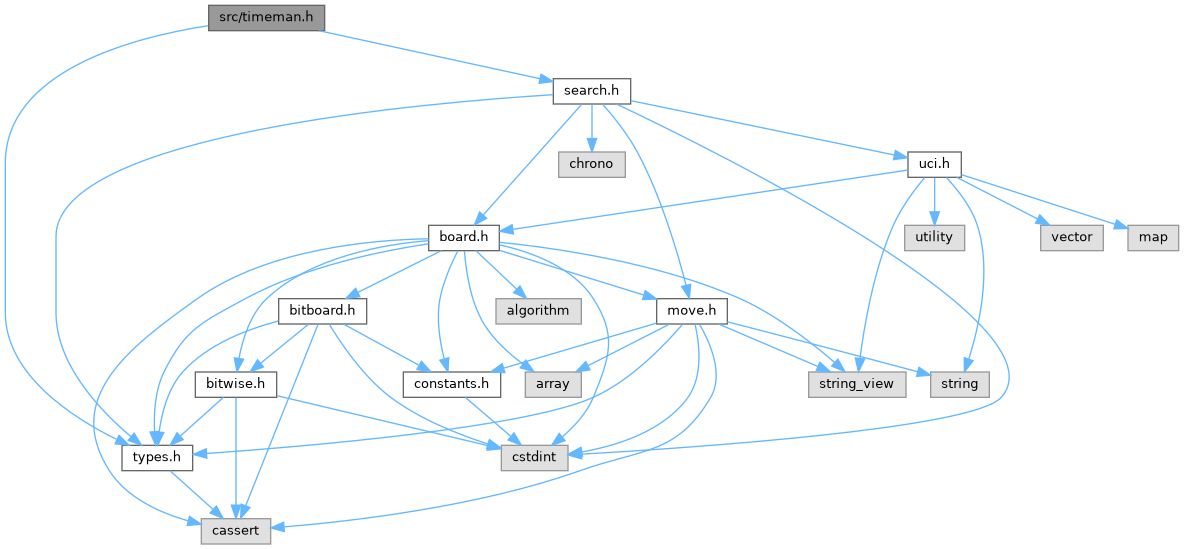 src/timeman.h
search.h
chrono
uci.h
board.h
utility
vector
map
bitboard.h
algorithm
move.h
bitwise.h
constants.h
array
string_view
string
types.h
cstdint
cassert